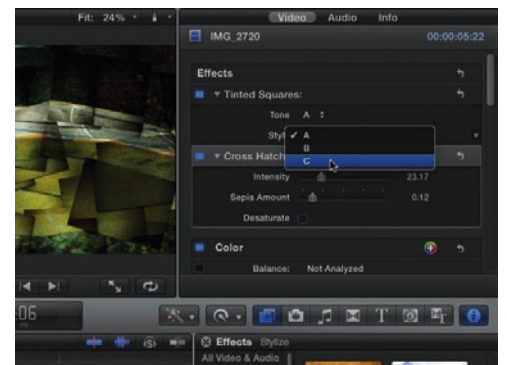 Fit: 24%
Video Audio Info
IMG_2720 00:00:05:22
Effects
Tinted Squares:
Tone A
Styl
A
B
C
Cross Hatch
Intensity 23.17
Sepia Amount 0.12
Desaturate
Color
Balance: Not Analyzed
:06
T
Effects Stylize
All Video & Audio